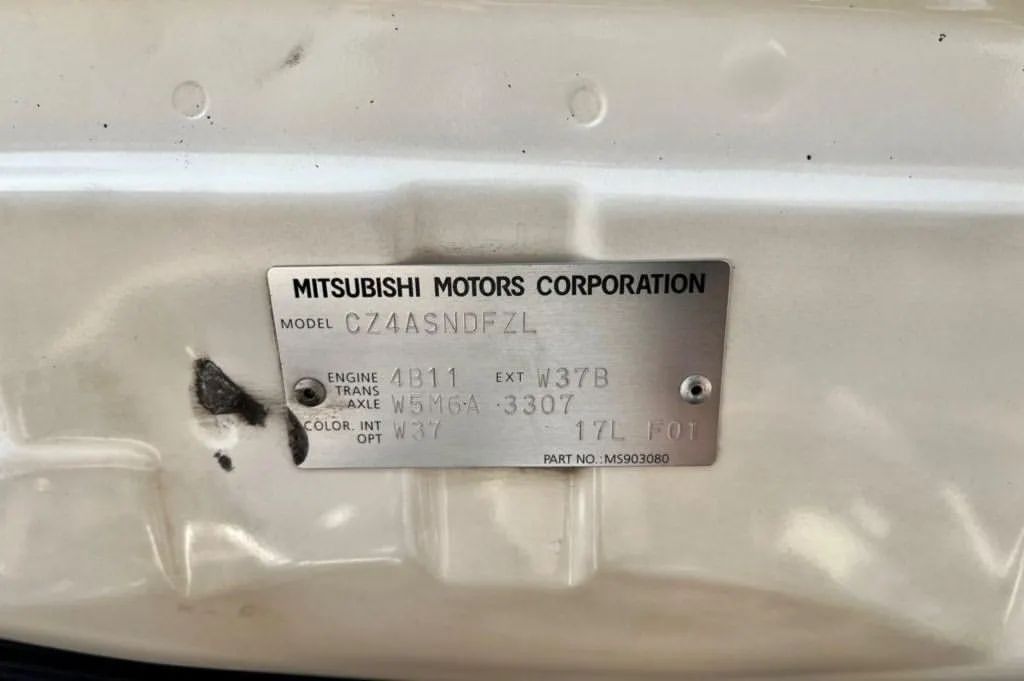 MITSUBISHI MOTORS CORPORATION
MODEL CZ4ASNDFZL
ENGINE 4B11 EXT W37B
TRANS
AXLE W5M6A 3307
COLOR. INT W37 17L F01
OPT
PART NO.:MS903080